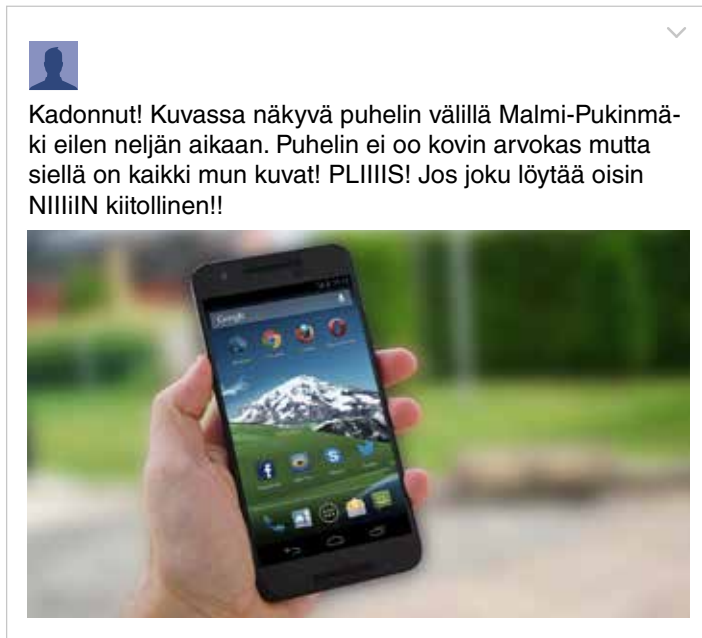 Kadonnut! Kuvassa näkyvä puhelin välillä Malmi-Pukinmä-
ki eilen neljän aikaan. Puhelin ei oo kovin arvokas mutta
siellä on kaikki mun kuvat! PLIIIIS! Jos joku löytää oisin
NIIIiIN kiitollinen!!
Google